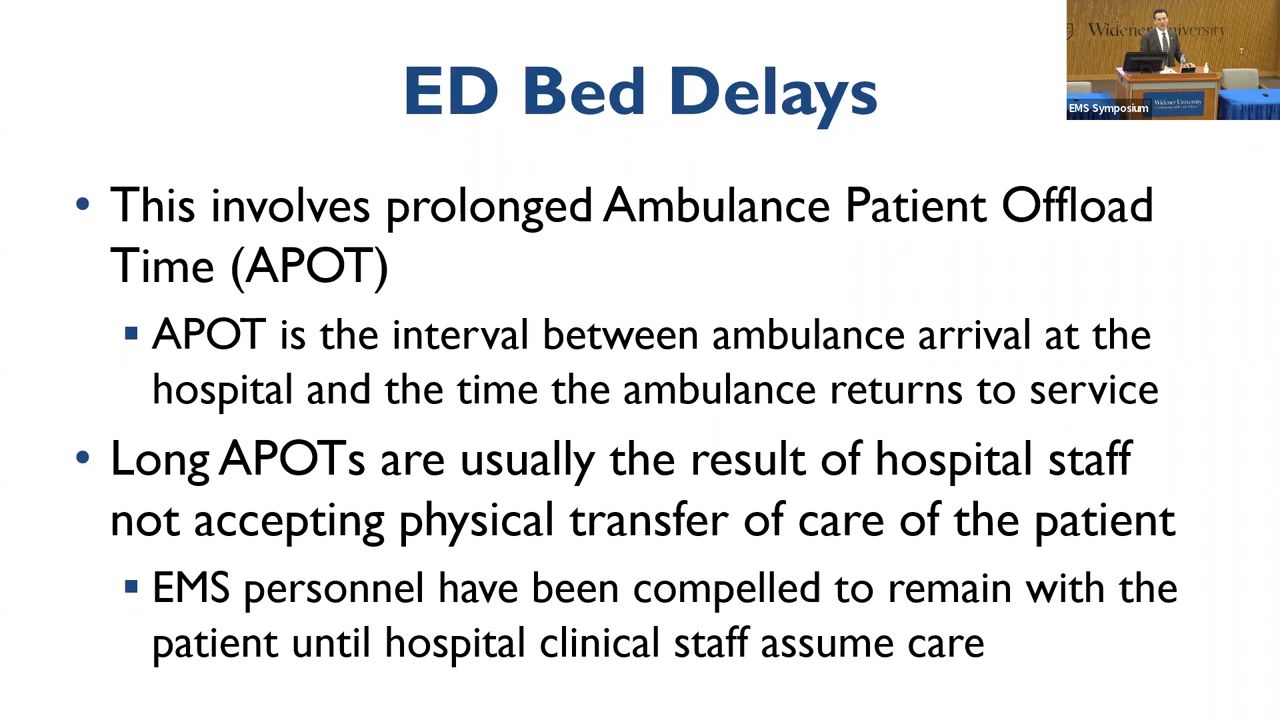 Widener University
EMS Symposium
Widener University
ED Bed Delays
• This involves prolonged Ambulance Patient Offload
Time (APOT)
▪ APOT is the interval between ambulance arrival at the
hospital and the time the ambulance returns to service
• Long APOTs are usually the result of hospital staff
not accepting physical transfer of care of the patient
▪ EMS personnel have been compelled to remain with the
patient until hospital clinical staff assume care